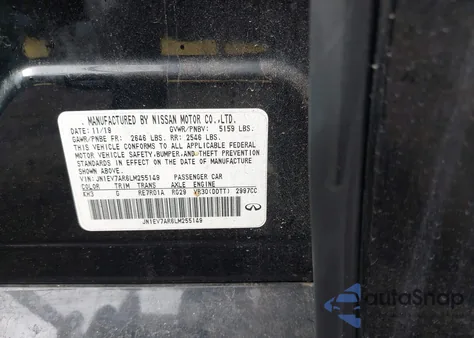 MANUFACTURED BY NISSAN MOTOR CO.,LTD.
DATE: 11/19 GVWR/PNBV: 5159 LBS.
GAWR/PNBE FR: 2646 LBS. RR: 2546 LBS.
THIS VEHICLE CONFORMS TO ALL APPLICABLE FEDERAL
MOTOR VEHICLE SAFETY, BUMPER, AND THEFT PREVENTION
STANDARDS IN EFFECT ON THE DATE OF MANUFACTURE
SHOWN ABOVE.
VIN: JN1EV7AR6LM255149 PASSENGER CAR
COLOR TRIM TRANS AXLE ENGINE
KH3 G RE7R01A RG29 VR30(DDTT) 2997CC
JN1EV7AR6LM255149
INFINITI
autoSnap